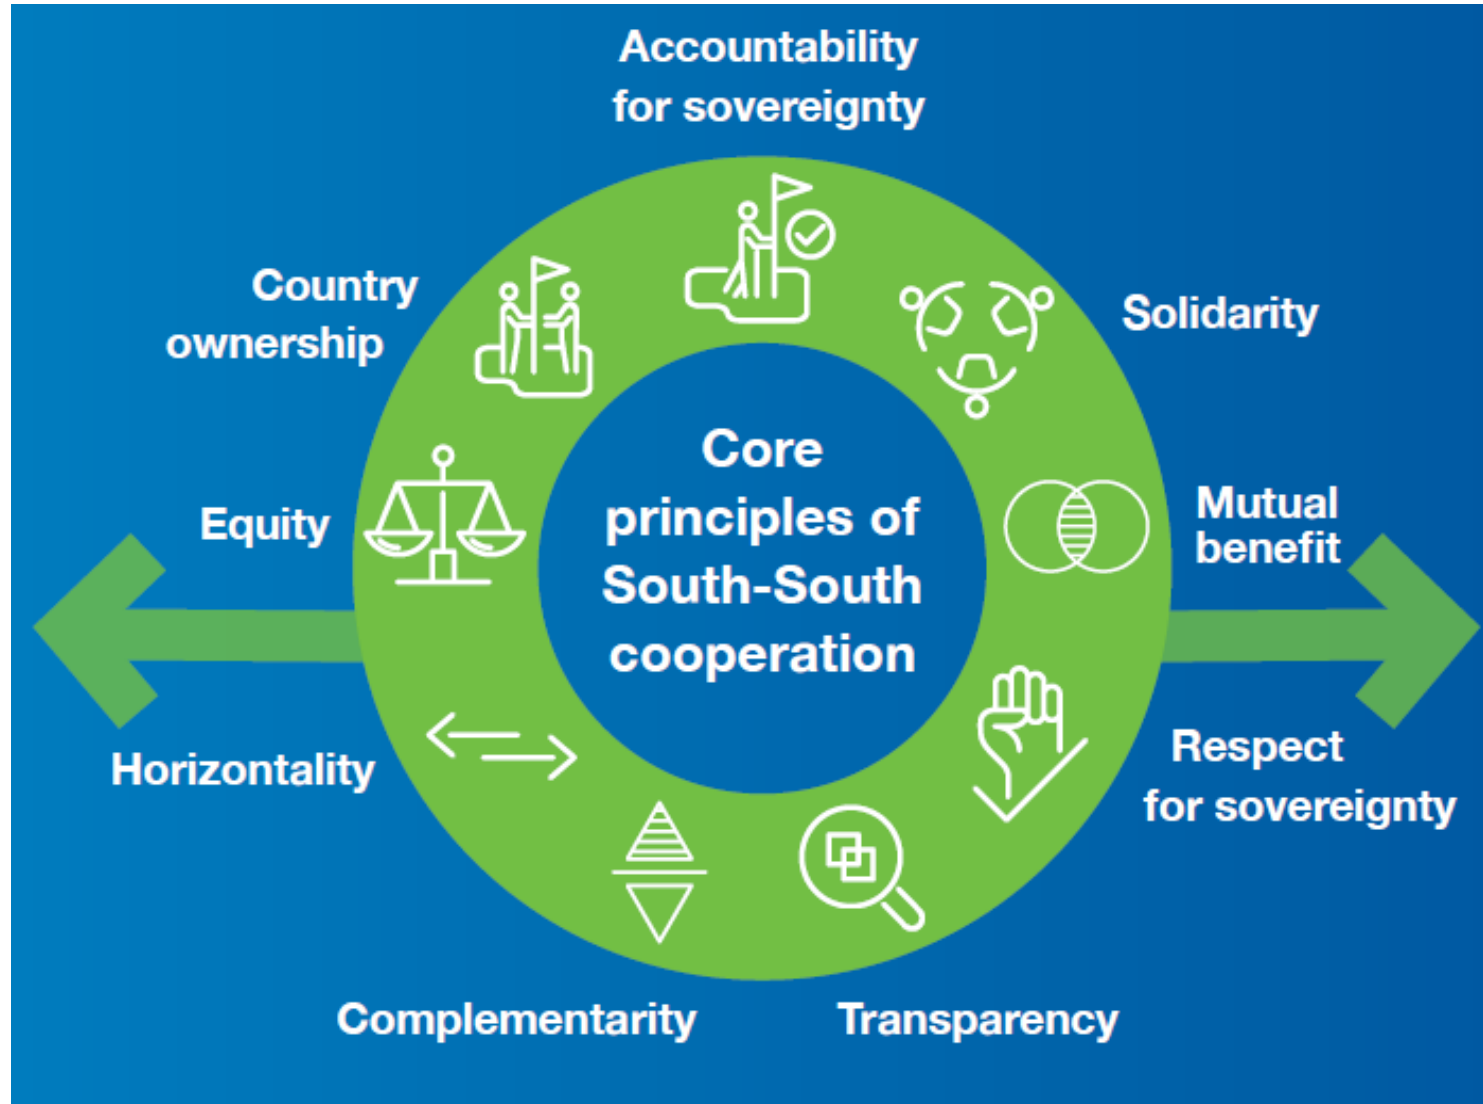 Accountability
for sovereignty
Country
ownership
Solidarity
Core
principles of
South-South
cooperation
Equity
Mutual
benefit
Horizontality
Respect
for sovereignty
Complementarity
Transparency